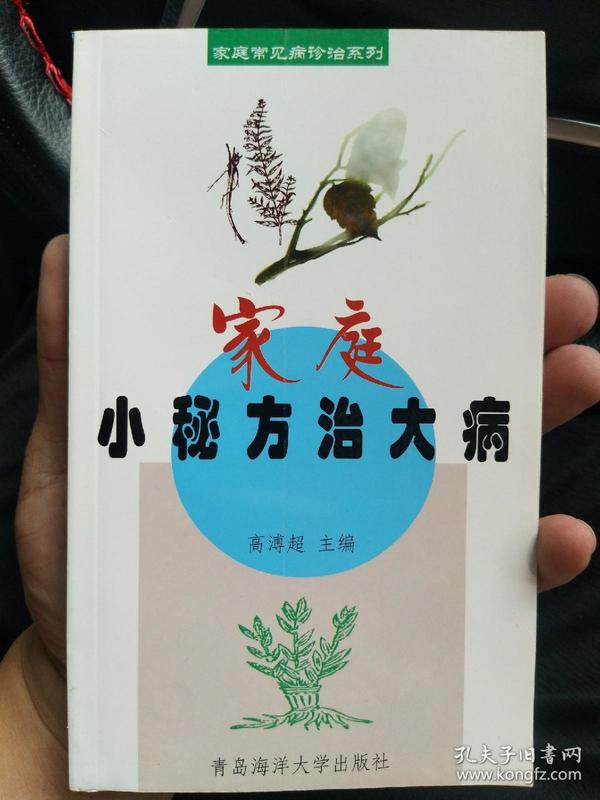 家庭常见病诊治系列
家庭
小秘方治大病
高溥超 主编
青岛海洋大学出版社
孔夫子旧书网
www.kongfz.com